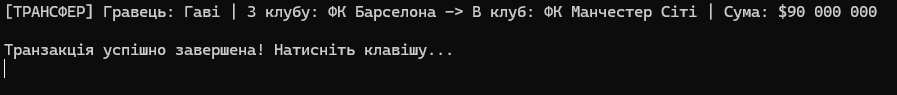 [ТРАНСФЕР] Гравець: Гаві | З клубу: ФК Барселона -> В клуб: ФК Манчестер Сіті | Сума: $90 000 000
Транзакція успішно завершена! Натисніть клавішу...